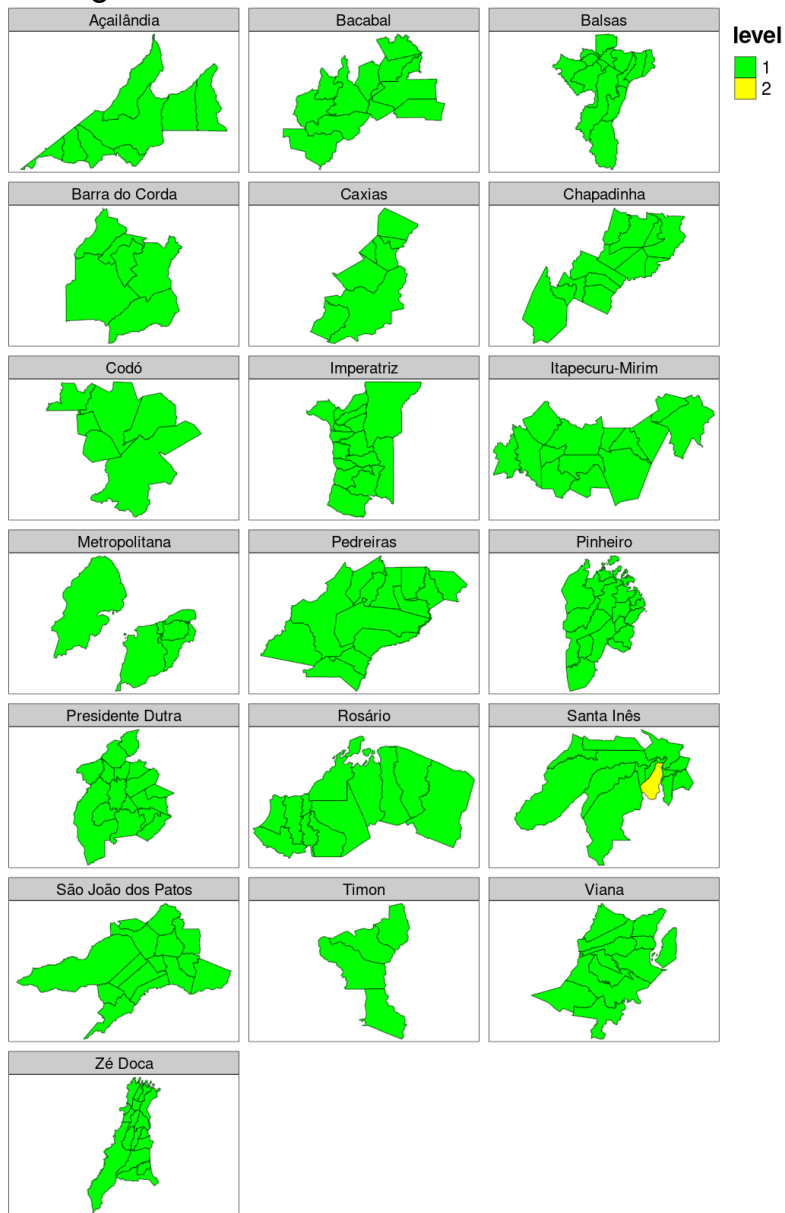 Açailândia
Bacabal
Balsas
level
1
2
Barra do Corda
Caxias
Chapadinha
Codó
Imperatriz
Itapecuru-Mirim
Metropolitana
Pedreiras
Pinheiro
Presidente Dutra
Rosário
Santa Inês
São João dos Patos
Timon
Viana
Zé Doca